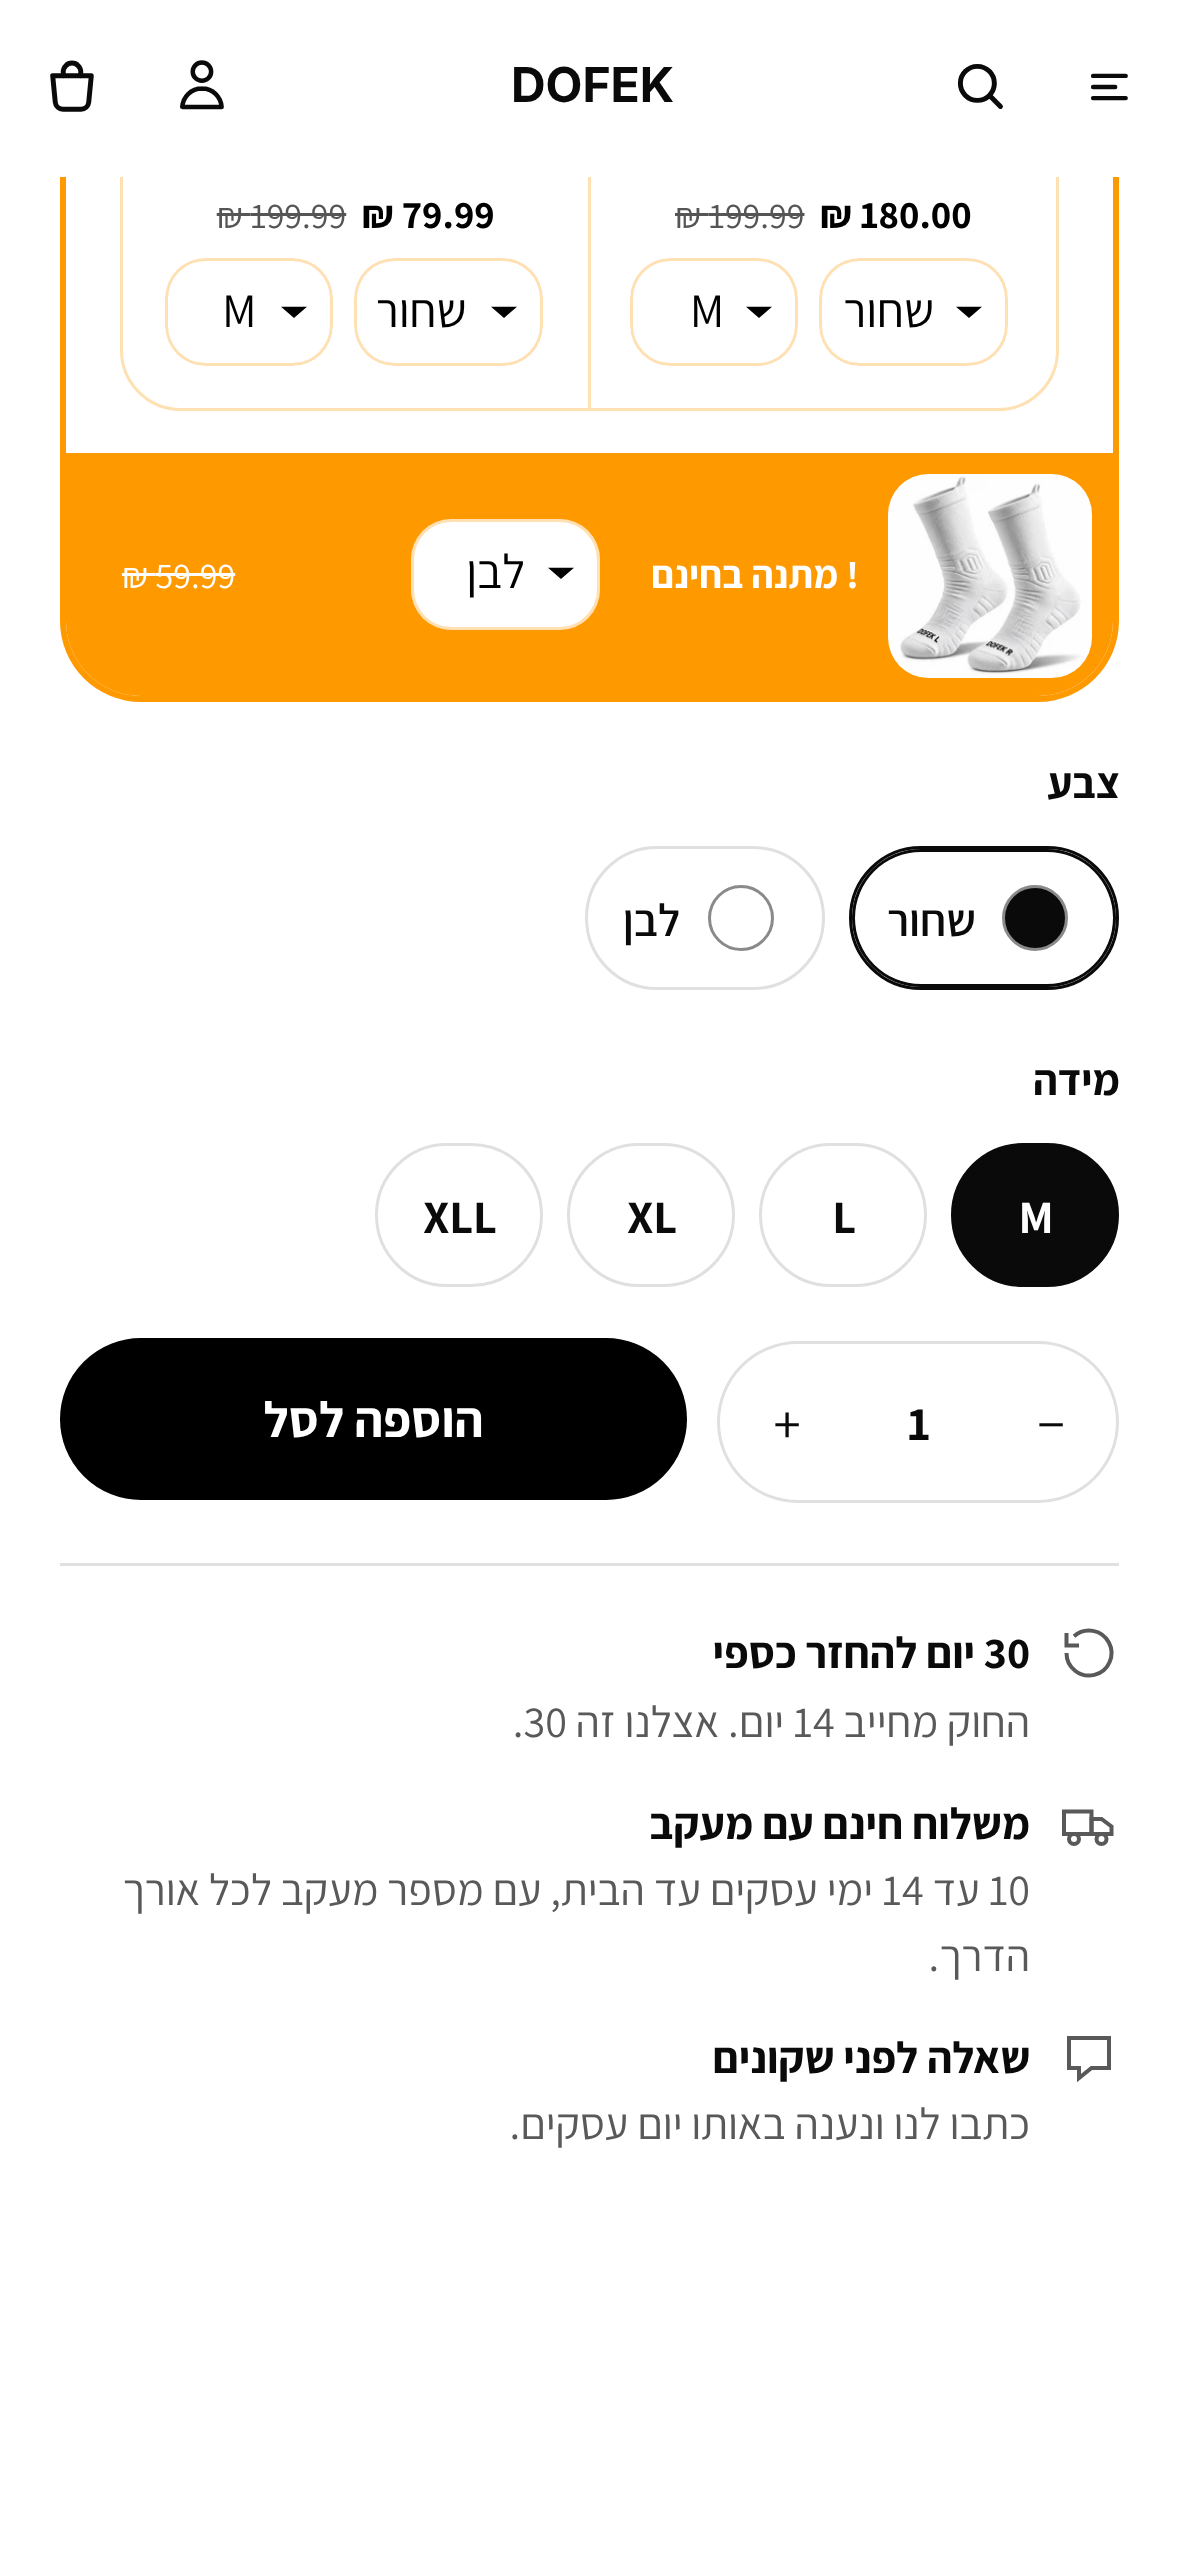 DOFEK
180.00 ₪ 199.99 ₪
79.99 ₪ 199.99 ₪
שחור M
שחור M
! מתנה בחינם
לבן
59.99 ₪
DOFEK L
DOFEK R
צבע
שחור
לבן
מידה
M
L
XL
XLL
− 1 +
הוספה לסל
30 יום להחזר כספי
החוק מחייב 14 יום. אצלנו זה 30.
משלוח חינם עם מעקב
10 עד 14 ימי עסקים עד הבית, עם מספר מעקב לכל אורך
הדרך.
שאלה לפני שקונים
כתבו לנו ונענה באותו יום עסקים.